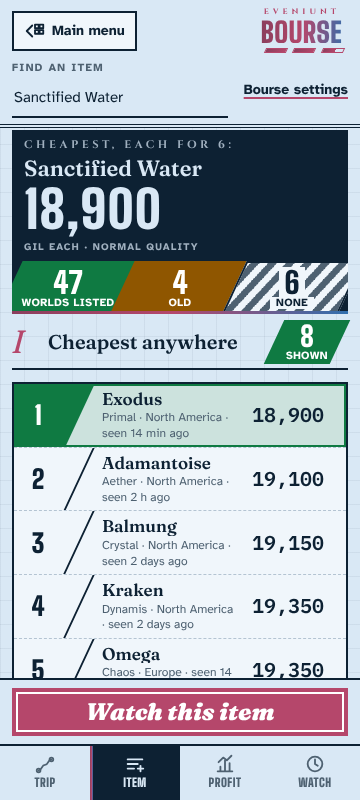 Main menu
EVENIUNT
BOURSE
FIND AN ITEM
Sanctified Water
Bourse settings
CHEAPEST, EACH FOR 6:
Sanctified Water
18,900
GIL EACH · NORMAL QUALITY
47
WORLDS LISTED
4
OLD
6
NONE
I
Cheapest anywhere
8
SHOWN
1
Exodus
Primal · North America ·
seen 14 min ago
18,900
2
Adamantoise
Aether · North America ·
seen 2 h ago
19,100
3
Balmung
Crystal · North America ·
seen 2 days ago
19,150
4
Kraken
Dynamis · North America
· seen 2 days ago
19,350
5
Omega
Chaos · Europe · seen 14
19,350
Watch this item
TRIP
ITEM
PROFIT
WATCH